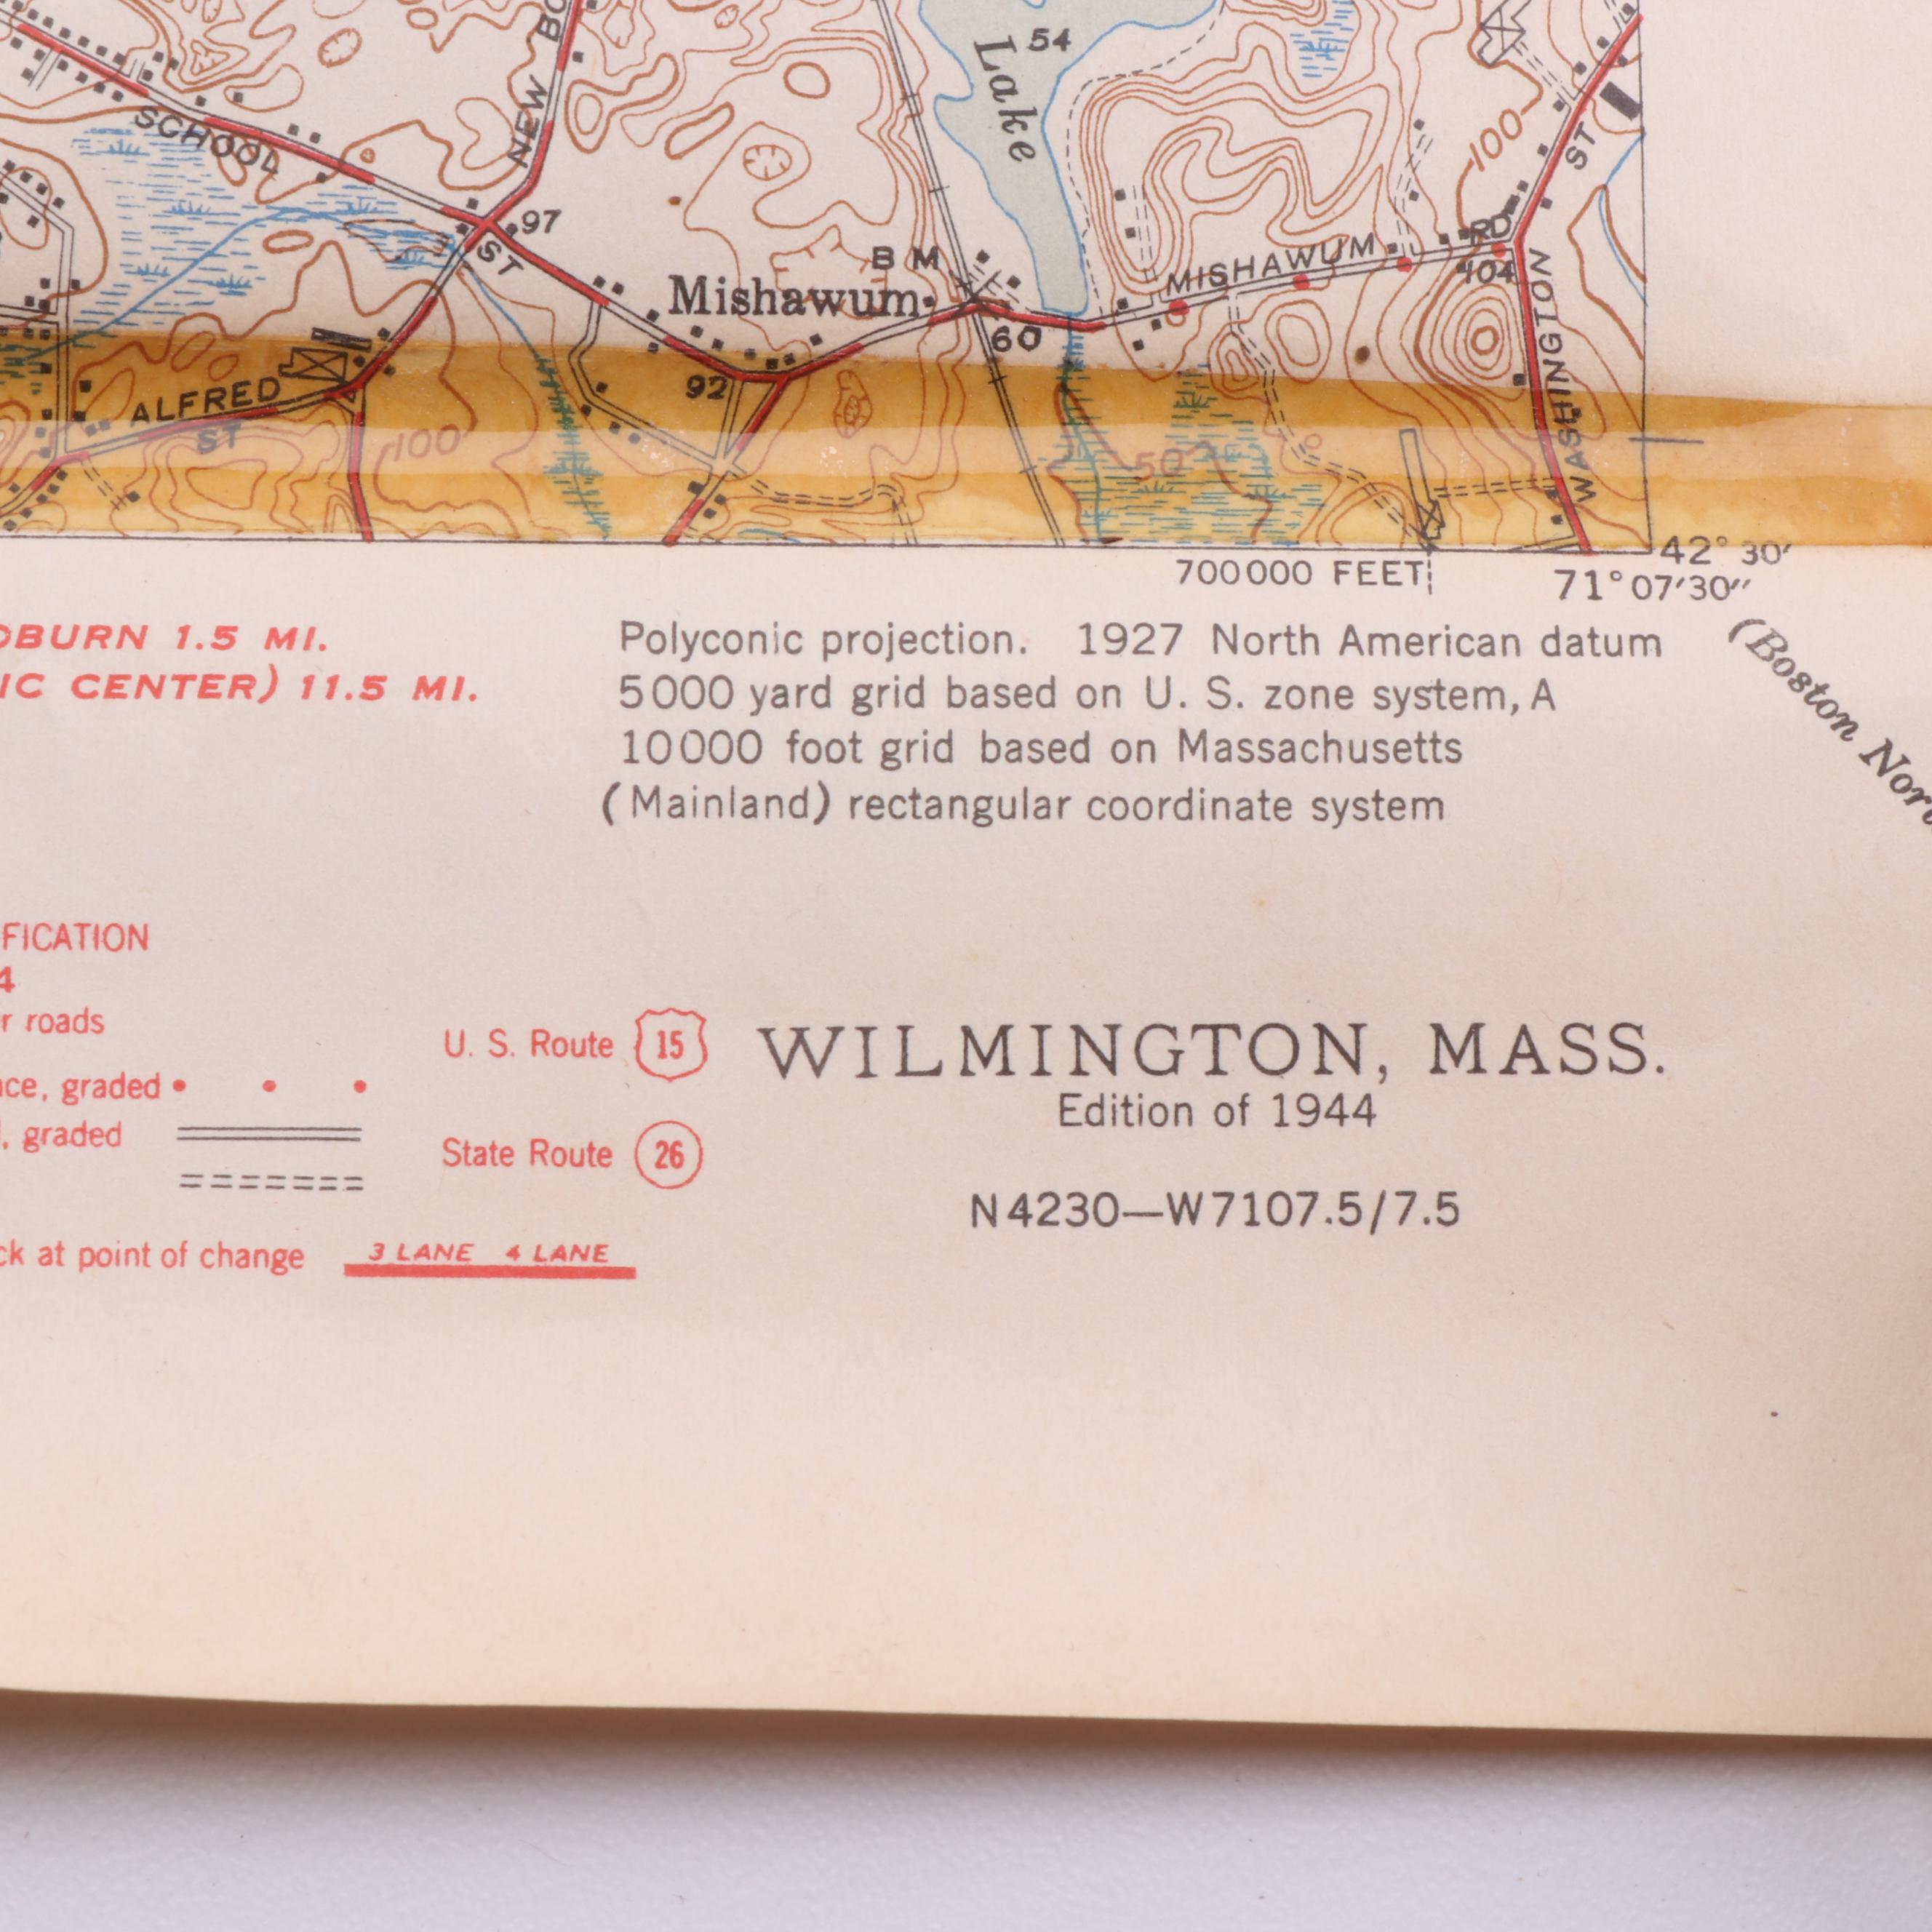 54
Lake
NEW BO
SCHOOL
ST
97
100
ST
B M
Mishawum
MISHAWUM RD
104
60
92
WASHINGTON
ALFRED
ST
100
50
42° 30′
700000 FEET
71° 07′ 30″
OBURN 1.5 MI.
IC CENTER) 11.5 MI.
Polyconic projection. 1927 North American datum
5000 yard grid based on U. S. zone system, A
10000 foot grid based on Massachusetts
(Mainland) rectangular coordinate system
(Boston Nor
FICATION
4
r roads
ce, graded
, graded
U. S. Route 15
State Route 26
ck at point of change
3 LANE 4 LANE
WILMINGTON, MASS.
Edition of 1944
N4230—W7107.5/7.5